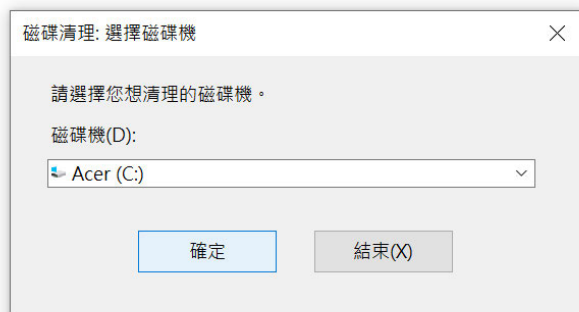 磁碟清理: 選擇磁碟機
請選擇您想清理的磁碟機。
磁碟機(D):
Acer (C:)
確定
結束(X)